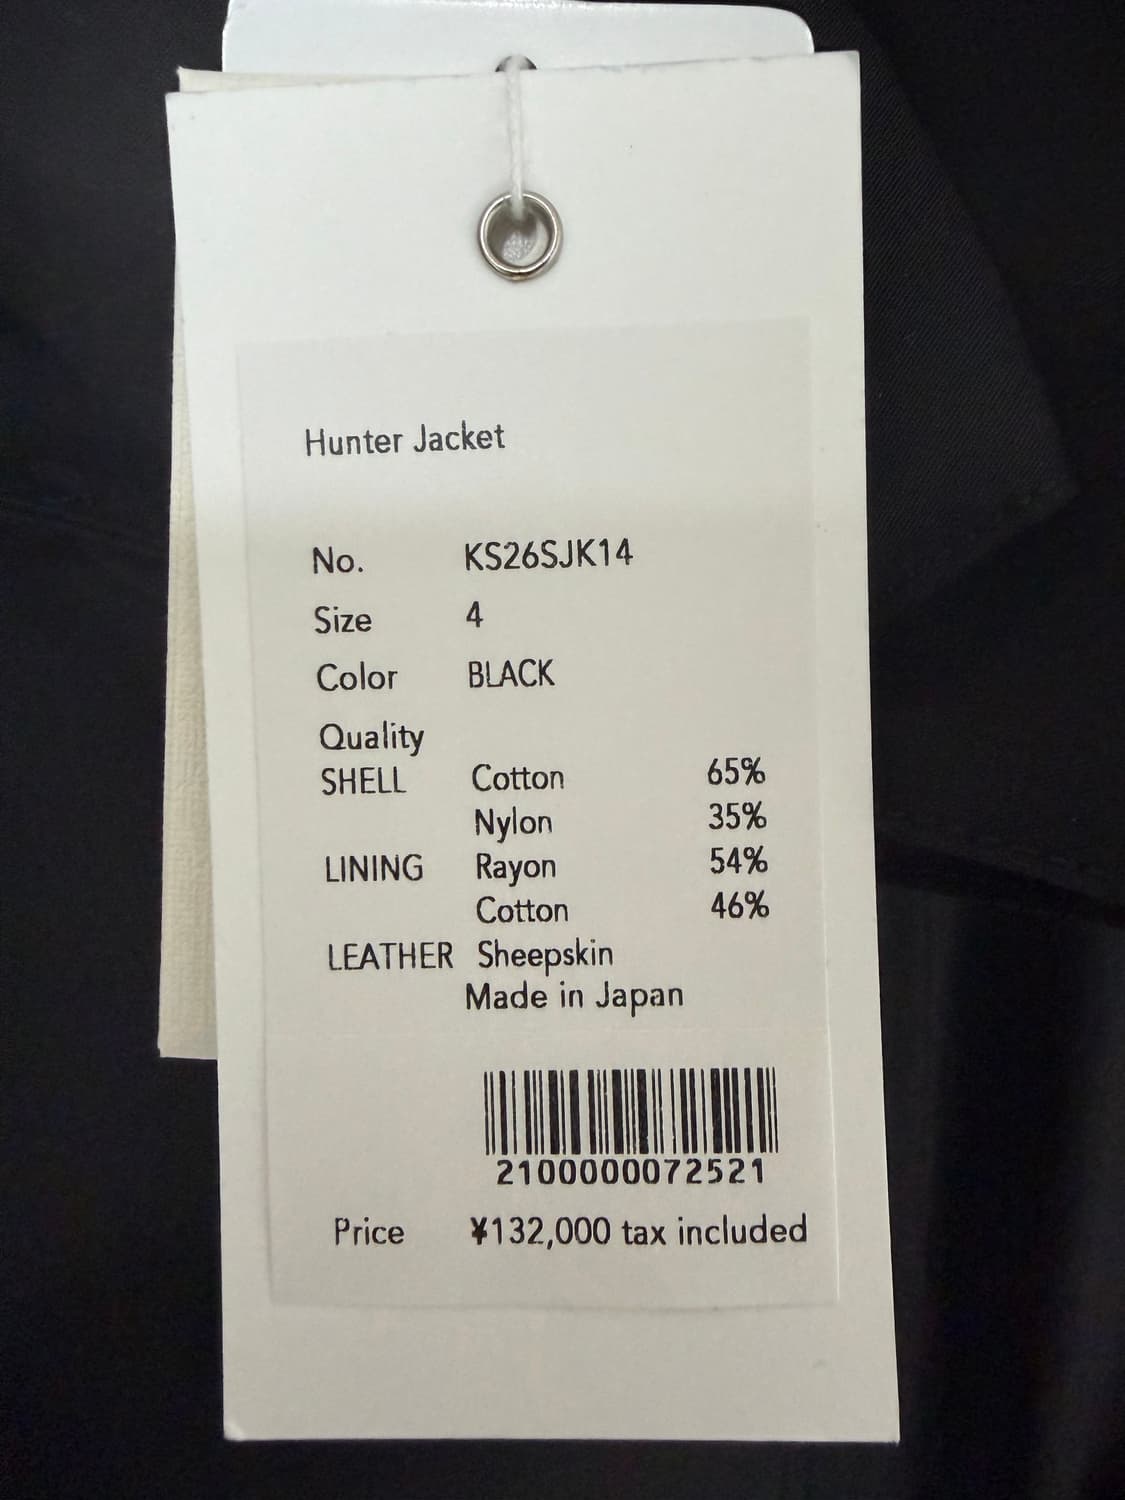 Hunter Jacket
No. KS26SJK14
Size 4
Color BLACK
Quality
SHELL Cotton 65%
Nylon 35%
LINING Rayon 54%
Cotton 46%
LEATHER Sheepskin
Made in Japan
2100000072521
Price ¥132,000 tax included